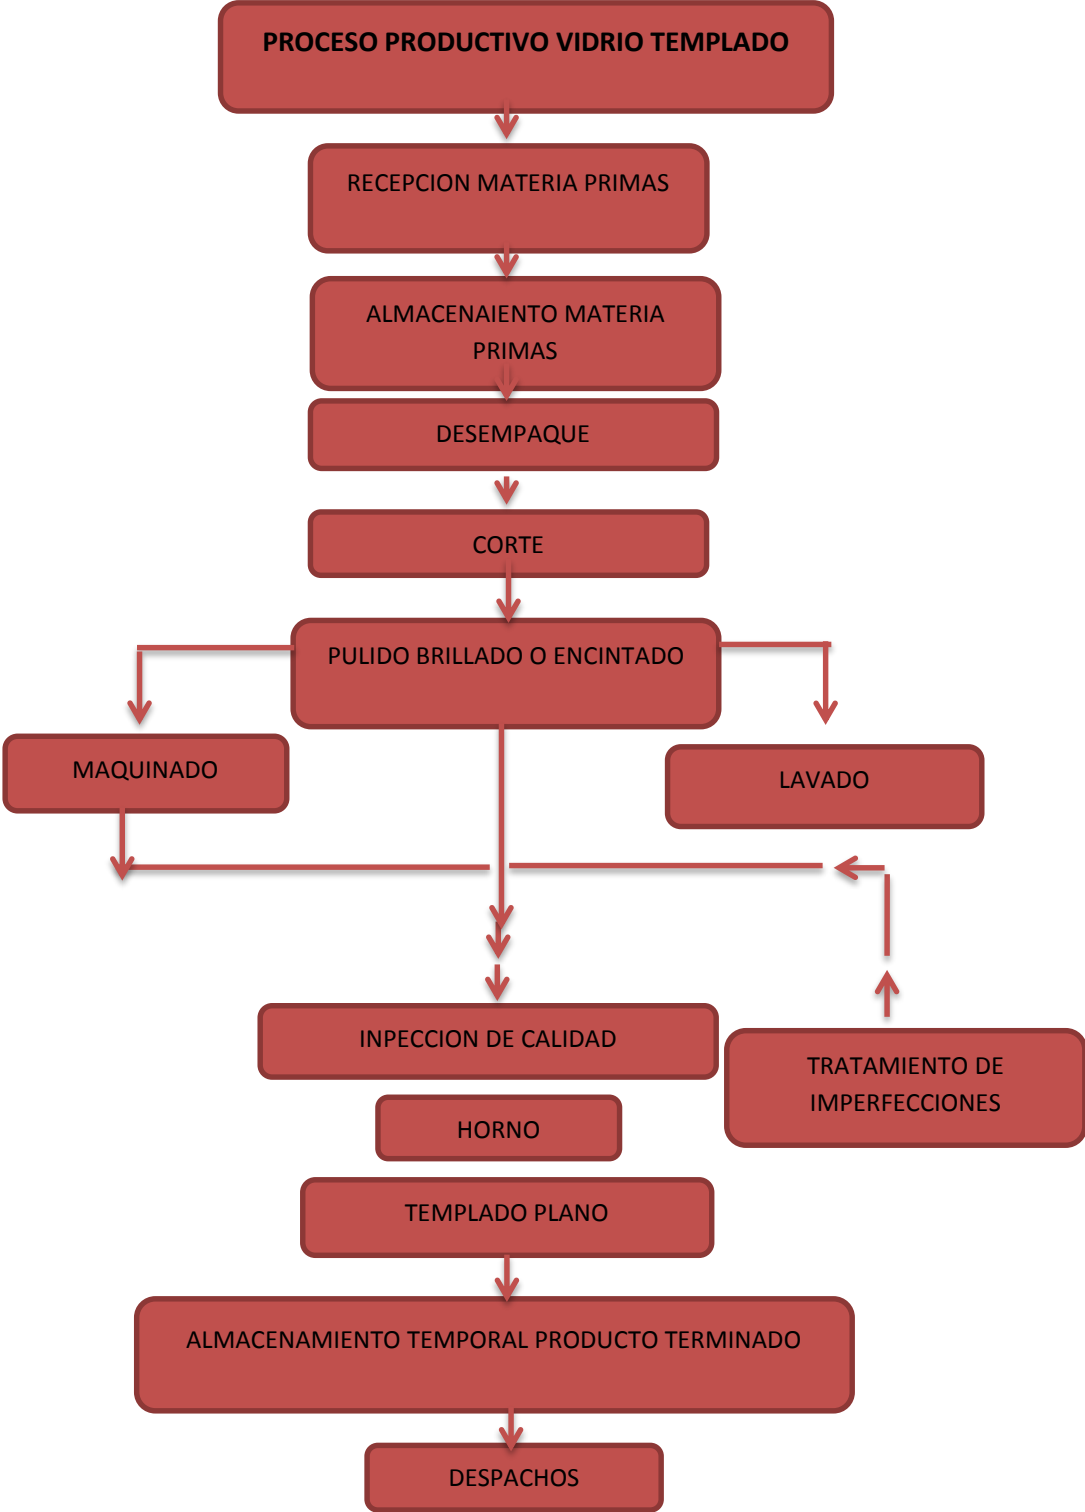 PROCESO PRODUCTIVO VIDRIO TEMPLADO
RECEPCION MATERIA PRIMAS
ALMACENAIENTO MATERIA
PRIMAS
DESEMPAQUE
CORTE
PULIDO BRILLADO O ENCINTADO
MAQUINADO
LAVADO
INPECCION DE CALIDAD
TRATAMIENTO DE
IMPERFECCIONES
HORNO
TEMPLADO PLANO
ALMACENAMIENTO TEMPORAL PRODUCTO TERMINADO
DESPACHOS